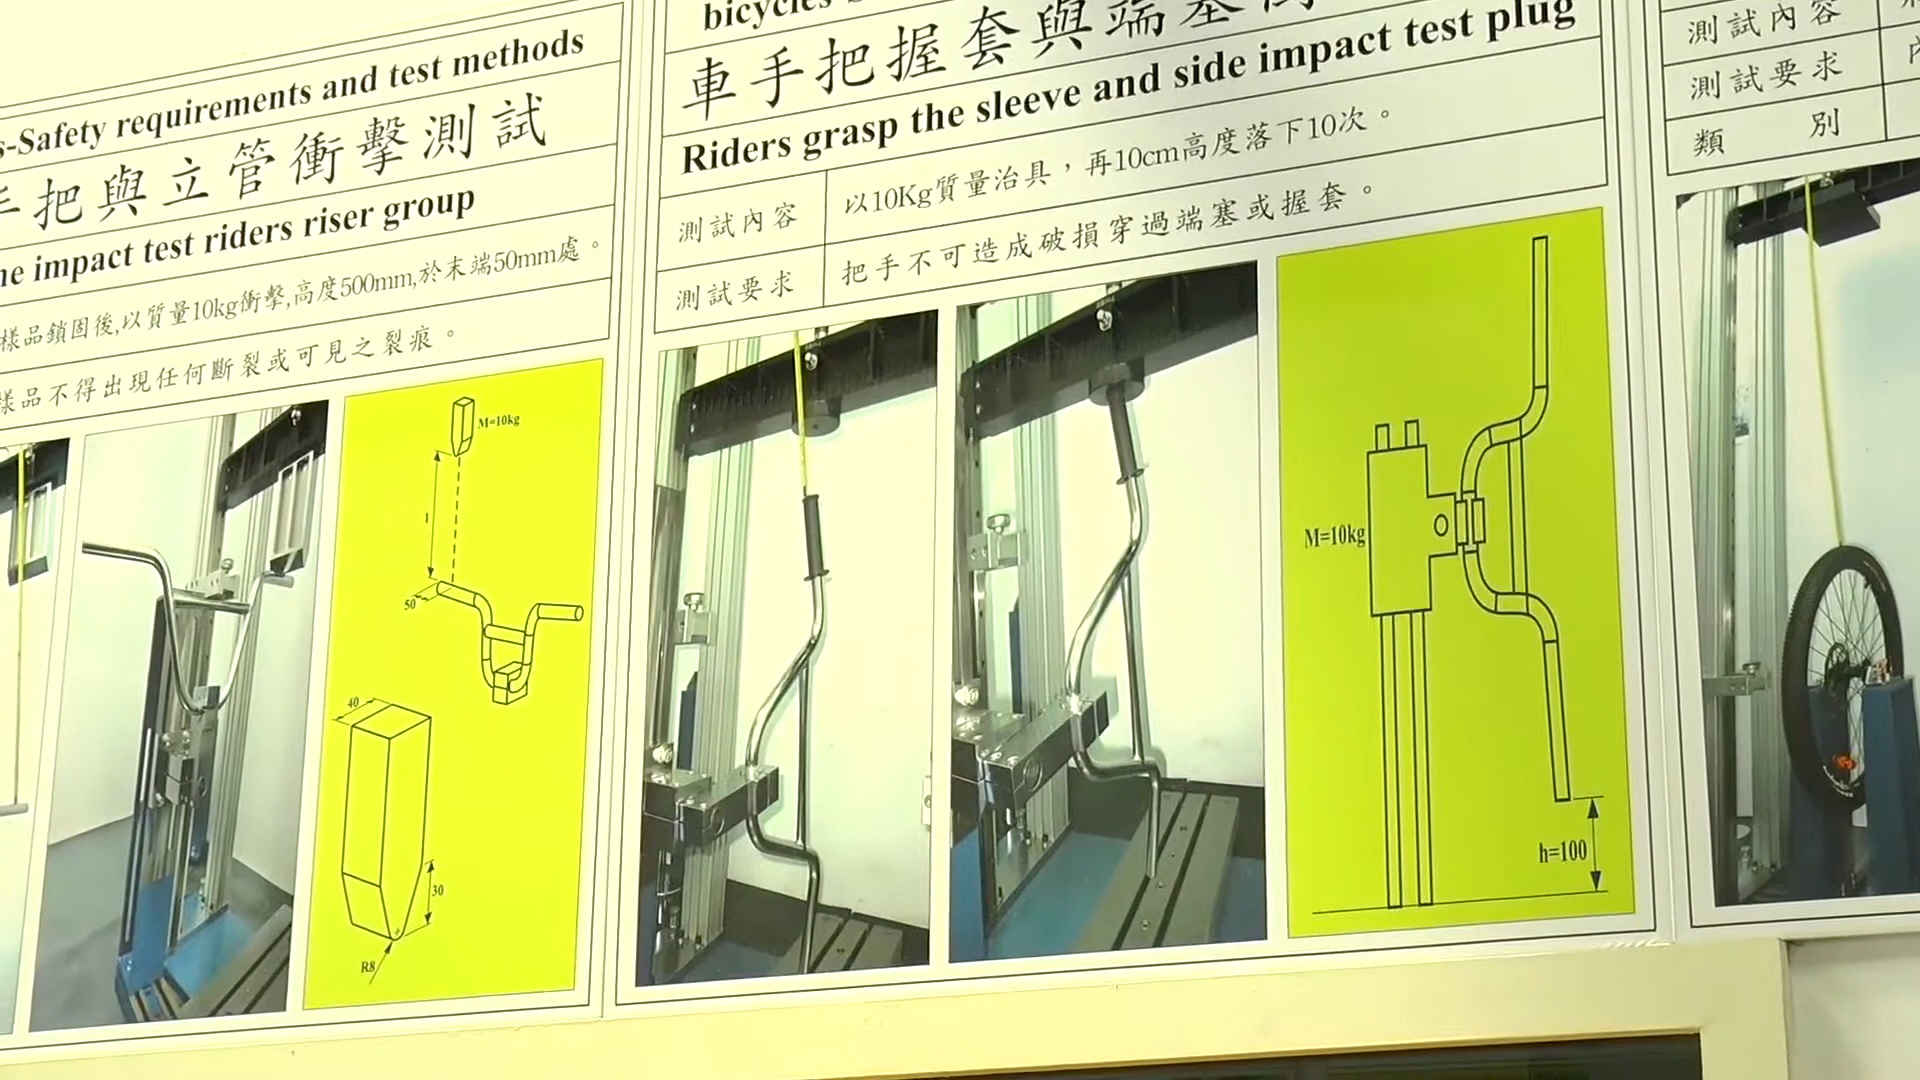 s-Safety requirements and test methods
手把與立管衝擊測試
he impact test riders riser group
樣品鎖固後,以質量10kg衝擊,高度500mm,於末端50mm處。
樣品不得出現任何斷裂或可見之裂痕。
M=10kg
1
50
40
30
R8
bicycles
車手把握套與端塞
Riders grasp the sleeve and side impact test plug
測試內容
以10Kg質量治具，再10cm高度落下10次。
測試要求
把手不可造成破損穿過端塞或握套。
M=10kg
h=100
測試內容
測試要求
類別